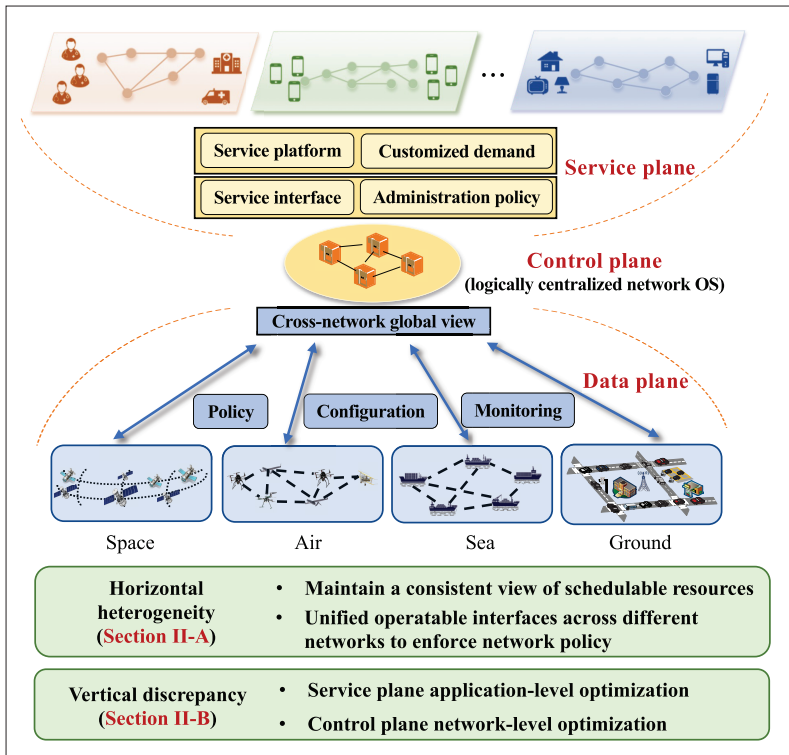 ...
Service platform
Customized demand
Service interface
Administration policy
Service plane
Control plane
(logically centralized network OS)
Cross-network global view
Data plane
Policy
Configuration
Monitoring
Space
Air
Sea
Ground
Horizontal
heterogeneity
(Section II-A)
• Maintain a consistent view of schedulable resources
• Unified operatable interfaces across different
networks to enforce network policy
Vertical discrepancy
(Section II-B)
• Service plane application-level optimization
• Control plane network-level optimization